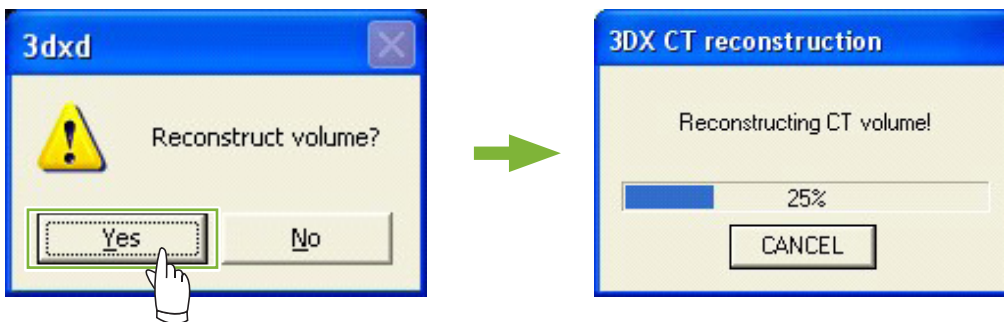 3dxd
Reconstruct volume?
Yes
No
3DX CT reconstruction
Reconstructing CT volume!
25%
CANCEL